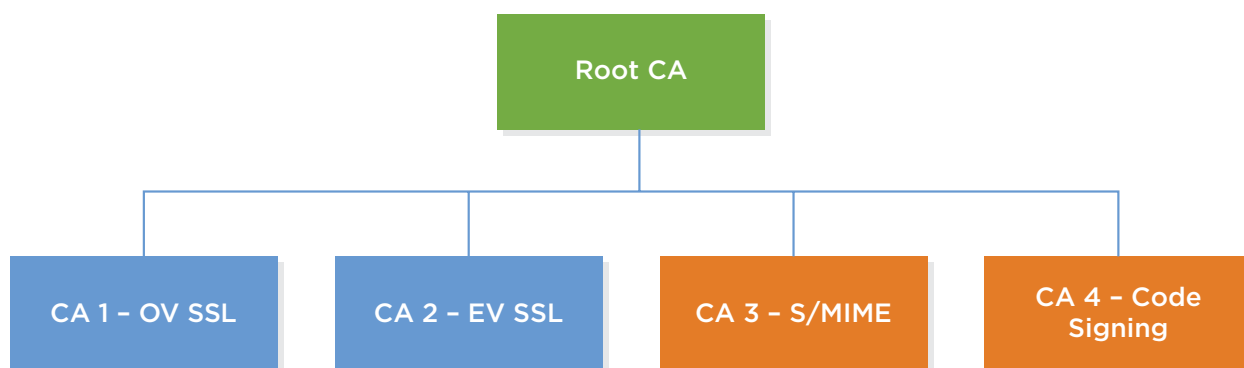 Root CA
CA 1 – OV SSL
CA 2 – EV SSL
CA 3 – S/MIME
CA 4 – Code
Signing